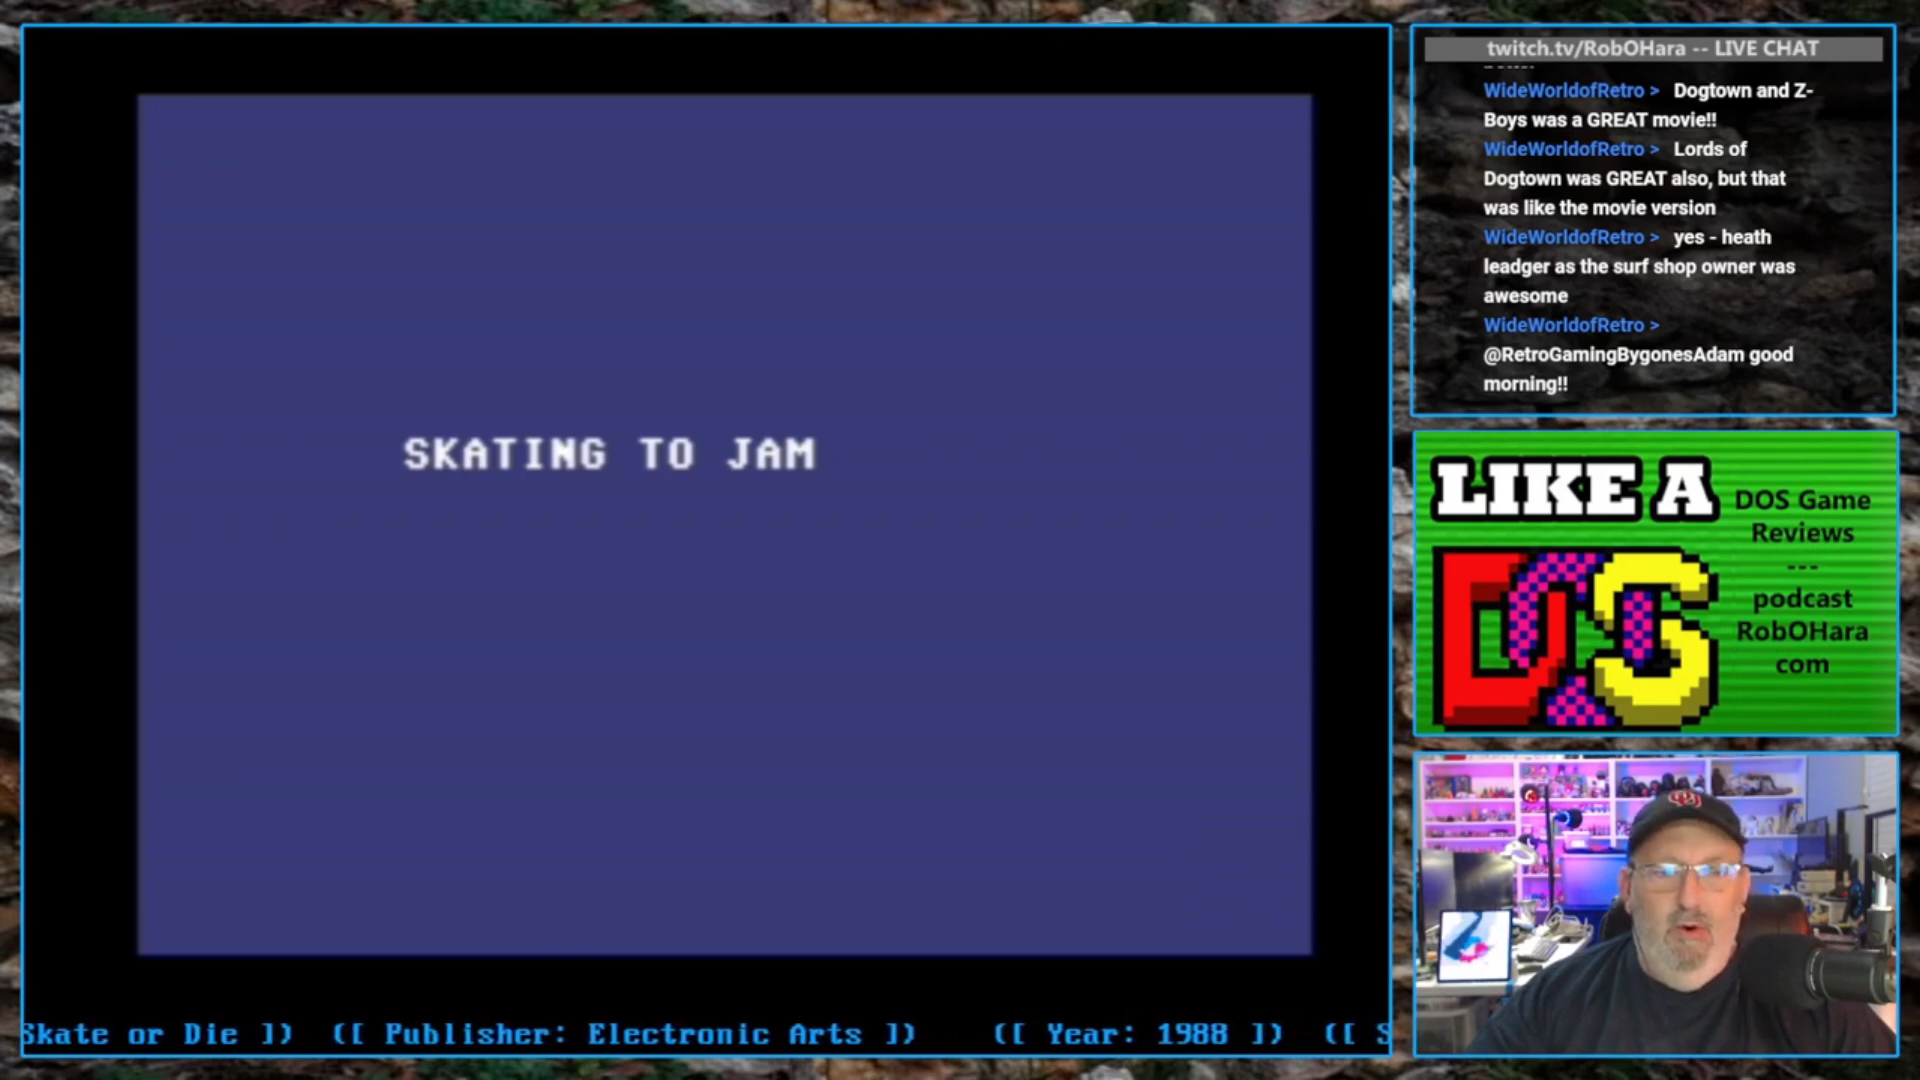 SKATING TO JAM
Skate or Die ]) ([ Publisher: Electronic Arts ]) ([ Year: 1988 ]) ([ S
twitch.tv/RobOHara -- LIVE CHAT
WideWorldofRetro > Dogtown and Z-
Boys was a GREAT movie!!
WideWorldofRetro > Lords of
Dogtown was GREAT also, but that
was like the movie version
WideWorldofRetro > yes - heath
leadger as the surf shop owner was
awesome
WideWorldofRetro >
@RetroGamingBygonesAdam good
morning!!
LIKE A
DOS
DOS Game
Reviews
---
podcast
RobOHara
com
OU